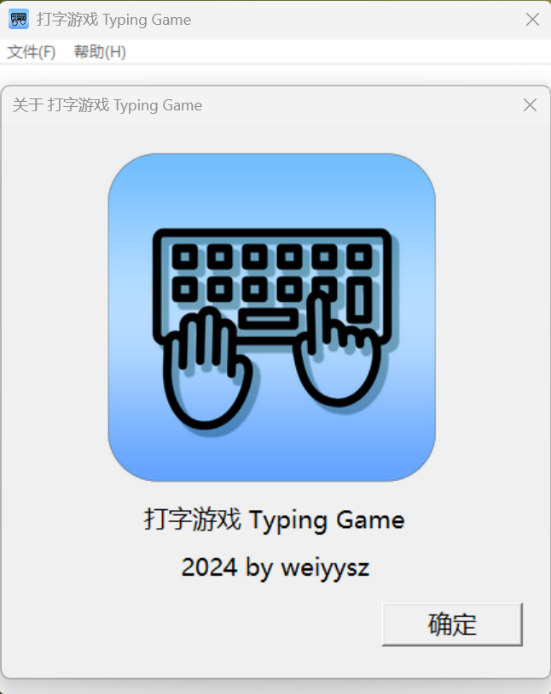 打字游戏 Typing Game
文件(F) 帮助(H)
关于 打字游戏 Typing Game
打字游戏 Typing Game
2024 by weiyysz
确定